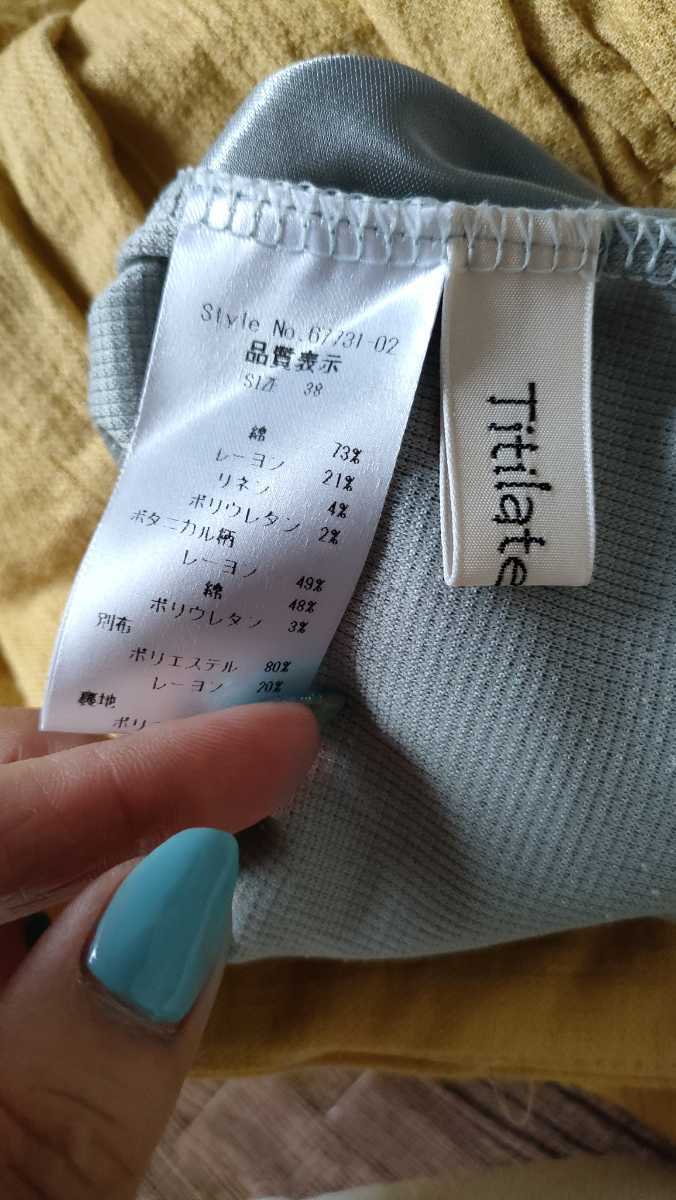 Style No.67731-02
品質表示
SIZE 38
綿 73%
レーヨン 21%
リネン 4%
ポリウレタン 2%
ボタニカル柄
レーヨン 49%
綿 48%
ポリウレタン 3%
別布
ポリエステル 80%
レーヨン 20%
裏地
ポリ
Titilate